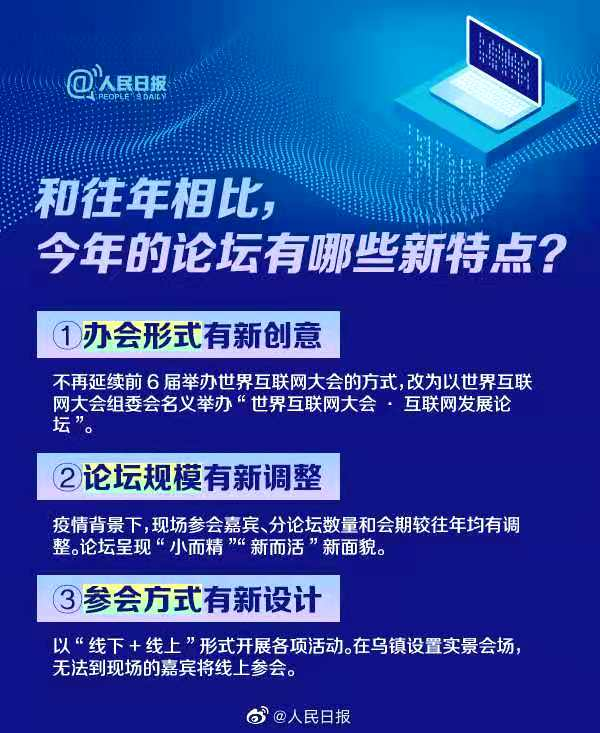 @人民日报
PEOPLE'S DAILY
和往年相比，
今年的论坛有哪些新特点？
①办会形式有新创意
不再延续前6届举办世界互联网大会的方式，改为以世界互联
网大会组委会名义举办“世界互联网大会 · 互联网发展论
坛”。
②论坛规模有新调整
疫情背景下，现场参会嘉宾、分论坛数量和会期较往年均有调
整。论坛呈现“小而精”“新而活”新面貌。
③参会方式有新设计
以“线下+线上”形式开展各项活动。在乌镇设置实景会场，
无法到现场的嘉宾将线上参会。
@人民日报